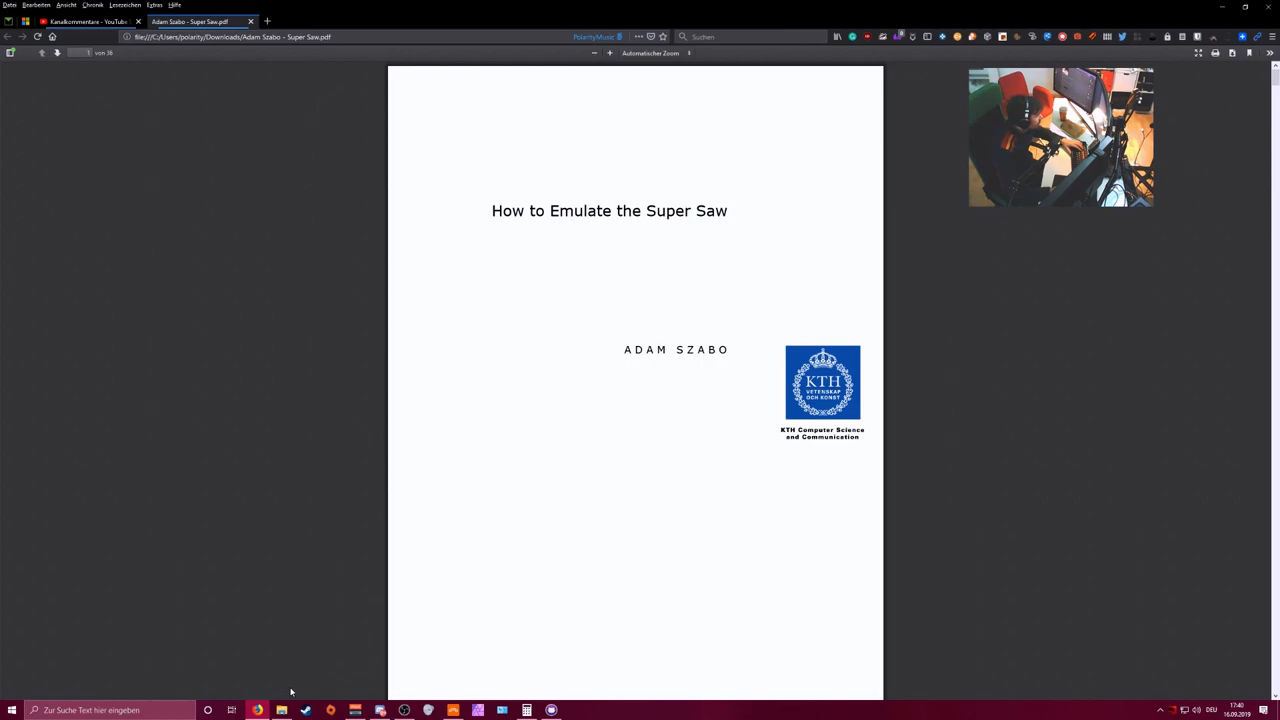 Datei Bearbeiten Ansicht Chronik Lesezeichen Extras Hilfe
Kanalkommentare - YouTube
Adam Szabo - Super Saw.pdf
file:///C:/Users/polarity/Downloads/Adam Szabo - Super Saw.pdf
PolarityMusic
Suchen
1 von 36
Automatischer Zoom
How to Emulate the Super Saw
ADAM SZABO
KTH
VETENSKAP
OCH KONST
KTH Computer Science
and Communication
Zur Suche Text hier eingeben
DEU
17:40
16.09.2019